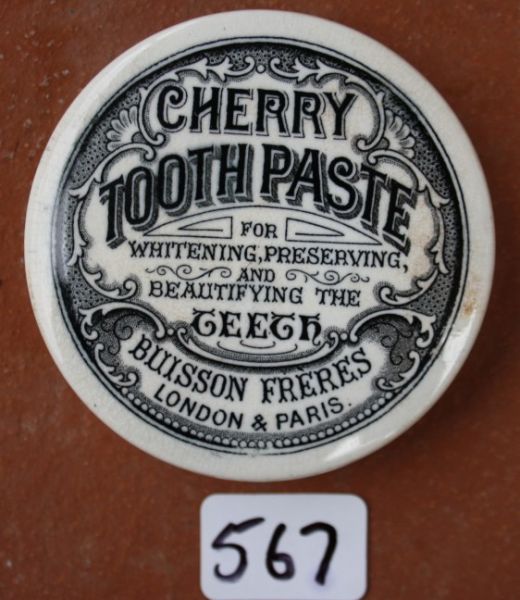 CHERRY
TOOTH PASTE
FOR
WHITENING, PRESERVING,
AND
BEAUTIFYING THE
TEETH
BUISSON FRÈRES
LONDON & PARIS.
567